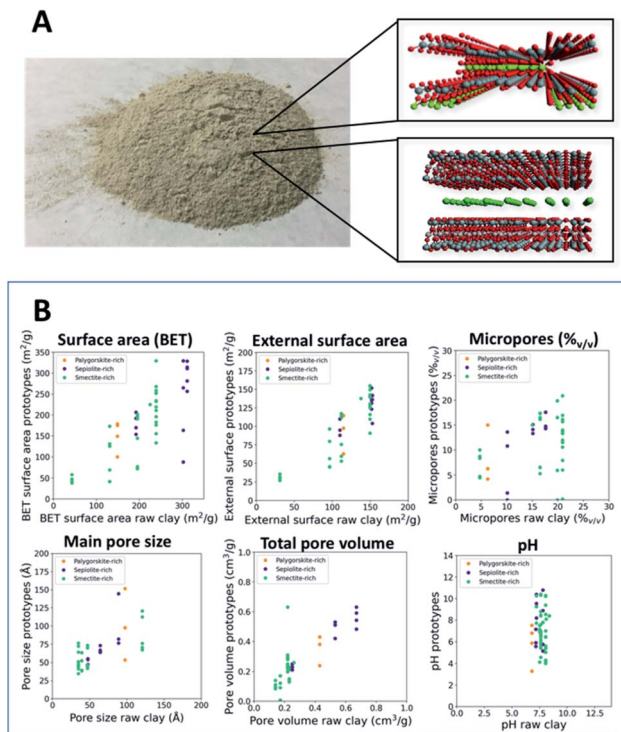 A
B
Surface area (BET)
BET surface area prototypes (m²/g)
350
300
250
200
150
100
50
0
Palygorskite-rich
Sepiolite-rich
Smectite-rich
0 100 200 300 400
BET surface area raw clay (m²/g)
External surface area
External surface area prototypes (m²/g)
250
200
150
100
50
0
Palygorskite-rich
Sepiolite-rich
Smectite-rich
0 50 100 150 200 250
External surface raw clay (m²/g)
Micropores (%v/v)
Micropores prototypes (%v/v)
30
25
20
15
10
5
0
Palygorskite-rich
Sepiolite-rich
Smectite-rich
0 10 20 30
Micropores raw clay (%v/v)
Main pore size
Pore size prototypes (Å)
200
175
150
125
100
75
50
25
0
Palygorskite-rich
Sepiolite-rich
Smectite-rich
0 50 100 150 200
Pore size raw clay (Å)
Total pore volume
Pore volume prototypes (cm³/g)
1.0
0.8
0.6
0.4
0.2
0.0
Palygorskite-rich
Sepiolite-rich
Smectite-rich
0.0 0.2 0.4 0.6 0.8 1.0
Pore volume raw clay (cm³/g)
pH
pH prototypes
14
12
10
8
6
4
2
0
Palygorskite-rich
Sepiolite-rich
Smectite-rich
0.0 2.5 5.0 7.5 10.0 12.5
pH raw clay